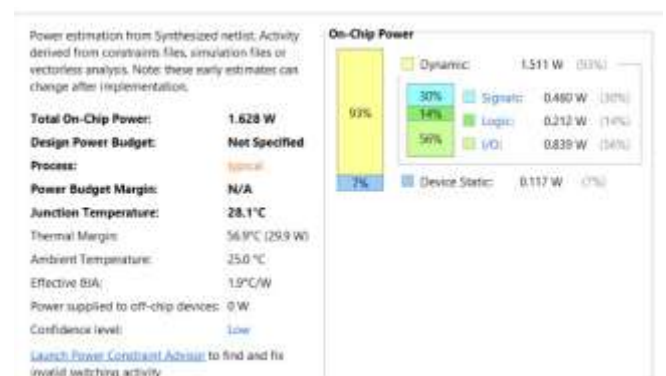 Power estimation from Synthesized netlist. Activity
derived from constraints files, simulation files or
vectorless analysis. Note: these early estimates can
change after implementation.
Total On-Chip Power: 1.628 W
Design Power Budget: Not Specified
Process: typical
Power Budget Margin: N/A
Junction Temperature: 28.1°C
Thermal Margin: 56.9°C (29.9 W)
Ambient Temperature: 25.0 °C
Effective θJA: 1.9°C/W
Power supplied to off-chip devices: 0 W
Confidence level: Low
Launch Power Constraint Advisor to find and fix
invalid switching activity
On-Chip Power
93%
7%
Dynamic: 1.511 W (93%)
30% Signals: 0.460 W (30%)
14% Logic: 0.212 W (14%)
56% I/O: 0.839 W (56%)
Device Static: 0.117 W (7%)